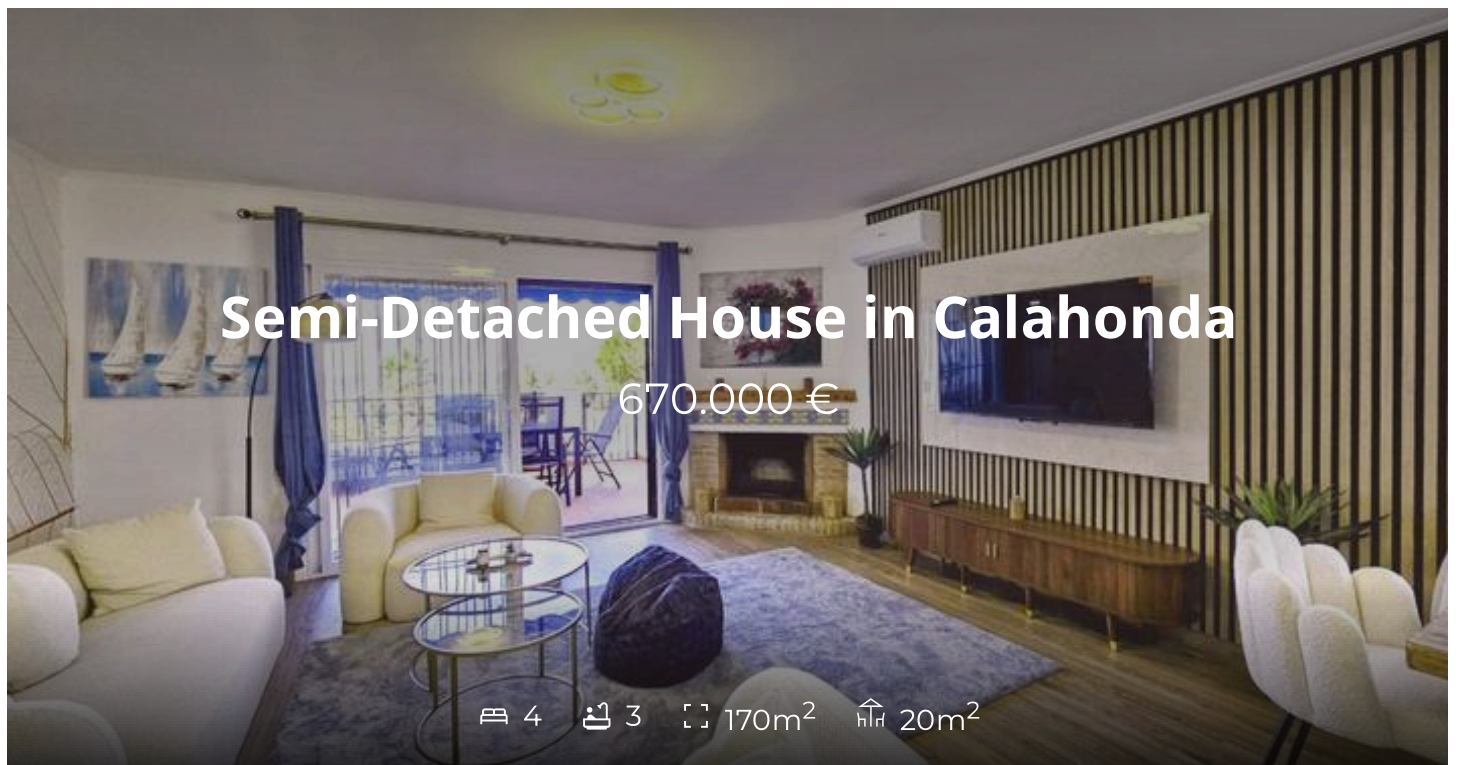 Semi-Detached House in Calahonda
670.000 €
4 3 170m² 20m²